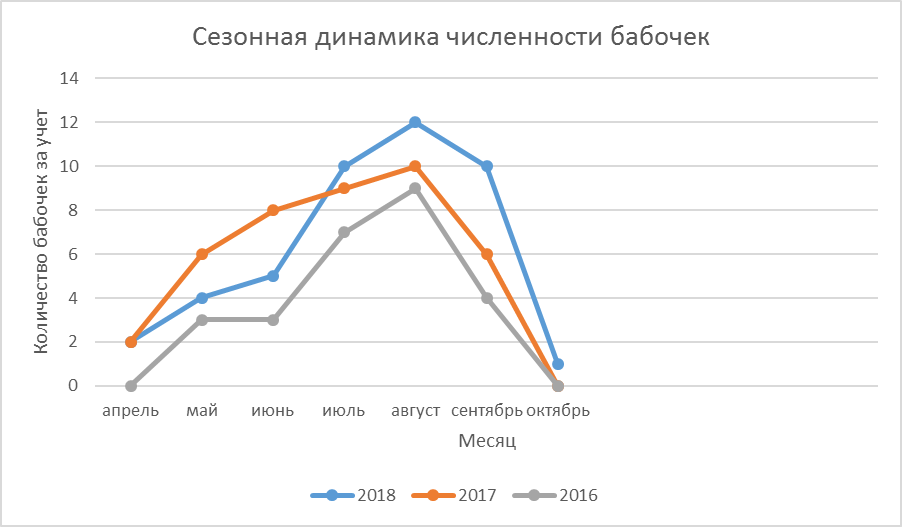 Сезонная динамика численности бабочек
Количество бабочек за учет
14
12
10
8
6
4
2
0
апрель май июнь июль август сентябрь октябрь
Месяц
2018 2017 2016